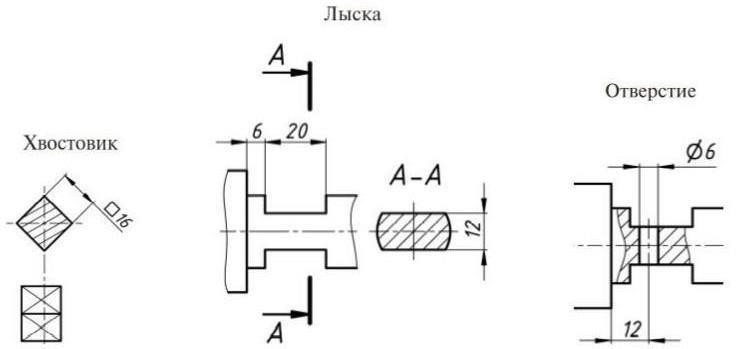 Лыска
А
Отверстие
6 20
Ø6
Хвостовик
А-А
□16
12
12
А